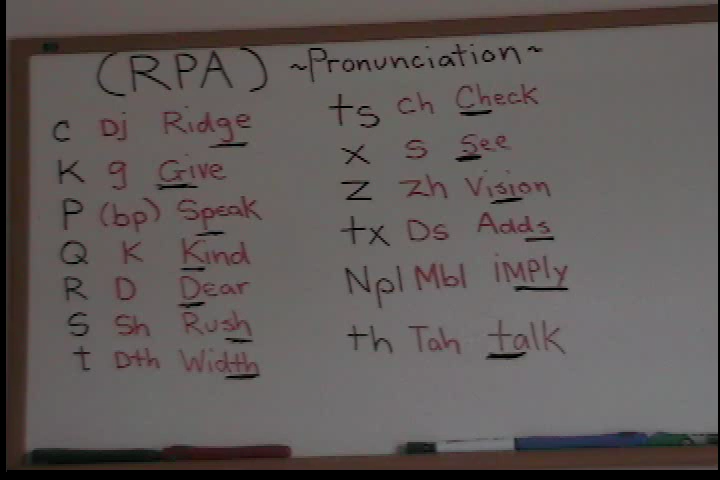 (RPA) ~Pronunciation~
C Dj Ridge
K g Give
P (bp) Speak
Q K Kind
R D Dear
S Sh Rush
t Dth Width
ts ch Check
X S See
Z Zh Vision
tx Ds Adds
Npl Mbl iMPly
th Tah talk